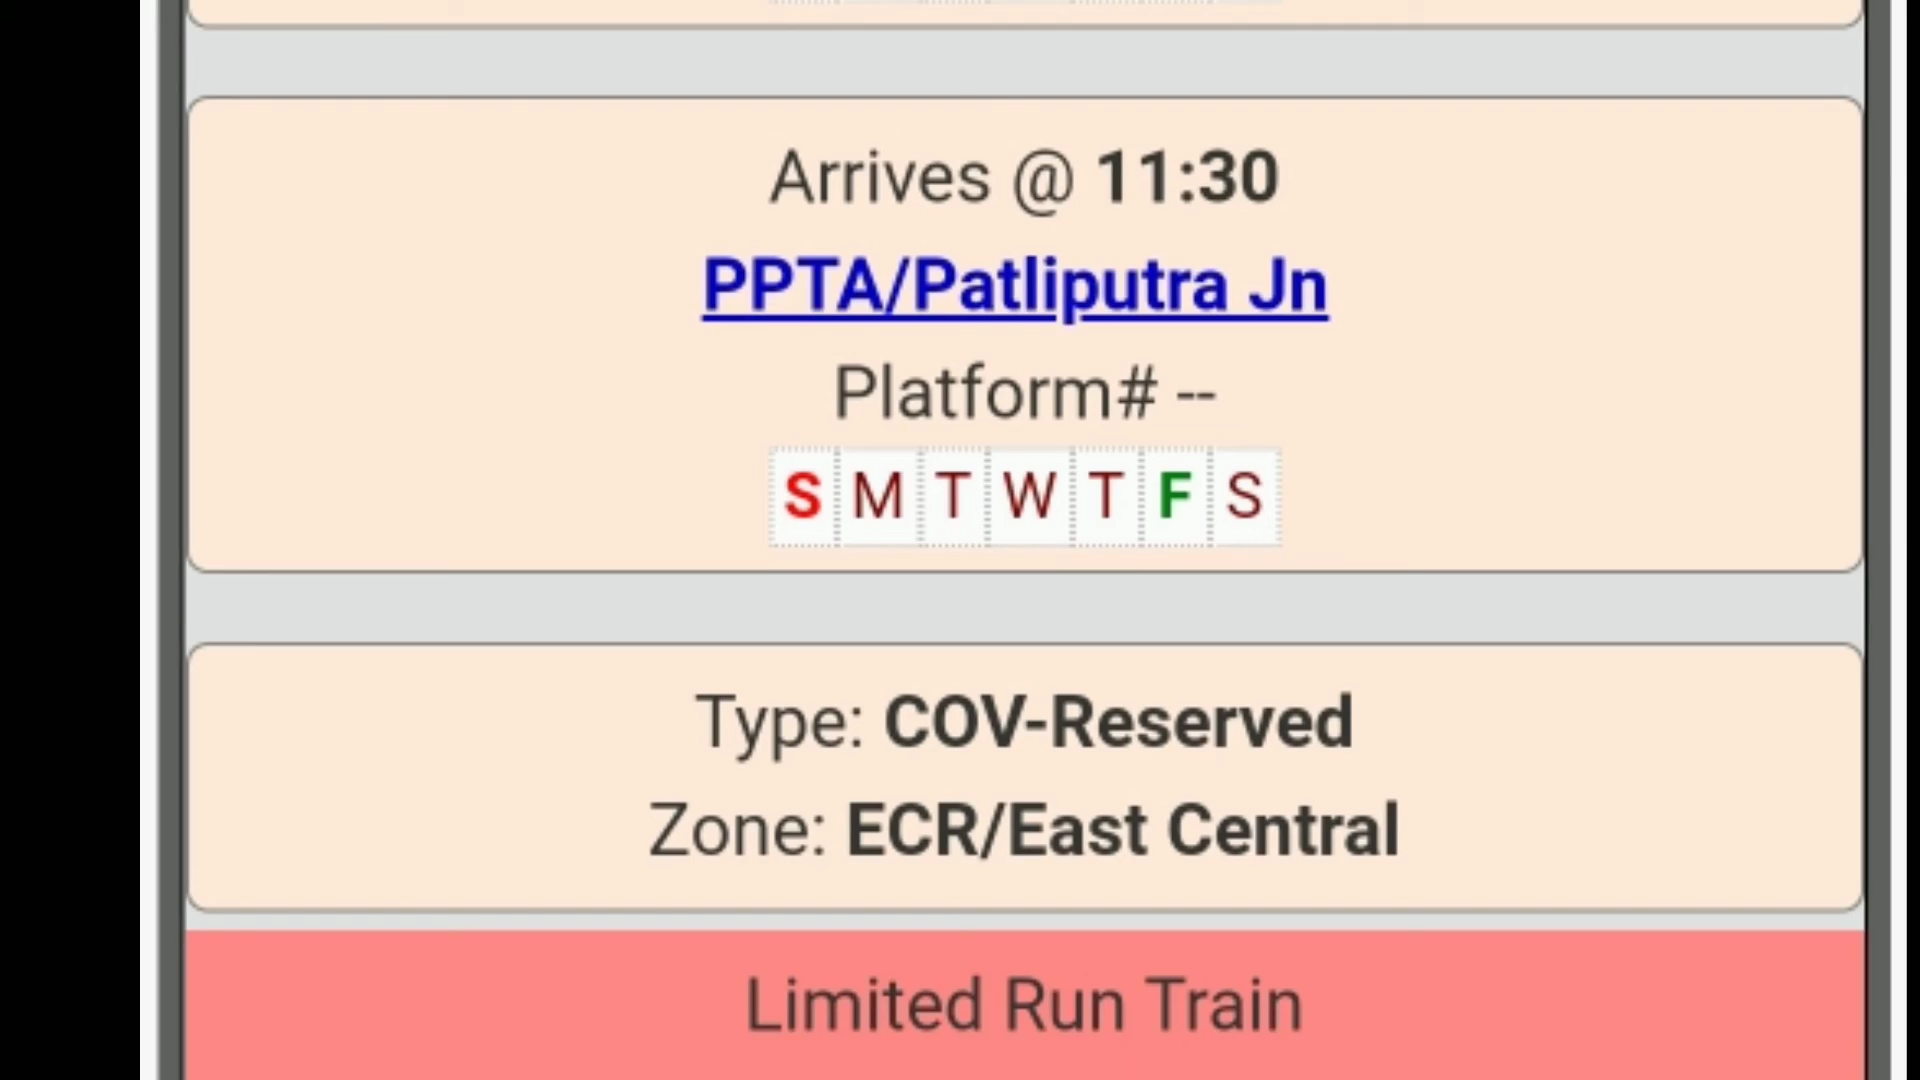 Arrives @ 11:30
PPTA/Patliputra Jn
Platform# --
S M T W T F S
Type: COV-Reserved
Zone: ECR/East Central
Limited Run Train